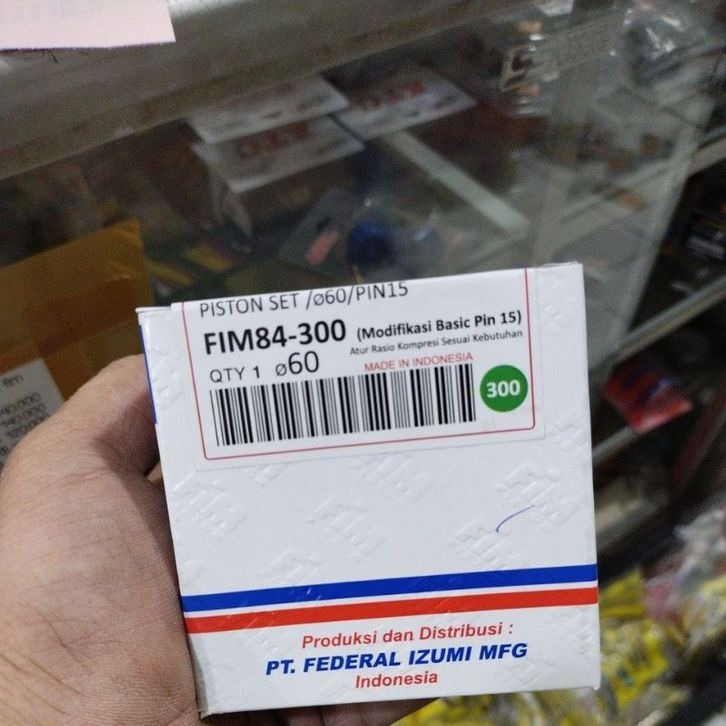 PISTON SET /Ø60/PIN15
FIM84-300 (Modifikasi Basic Pin 15)
Atur Rasio Kompresi Sesuai Kebutuhan
QTY 1 Ø60 MADE IN INDONESIA
300
FIM
Produksi dan Distribusi :
PT. FEDERAL IZUMI MFG
Indonesia